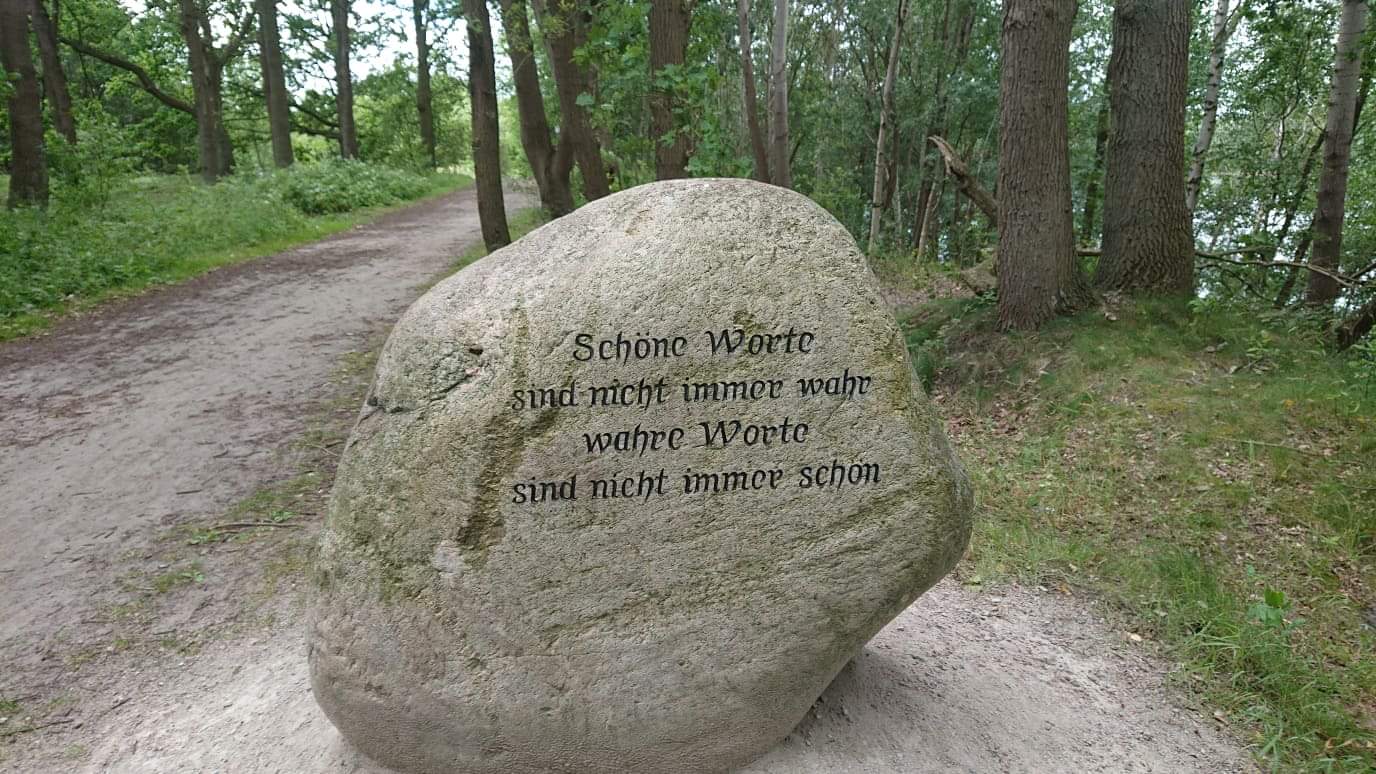 Schöne Worte
sind nicht immer wahr
wahre Worte
sind nicht immer schön